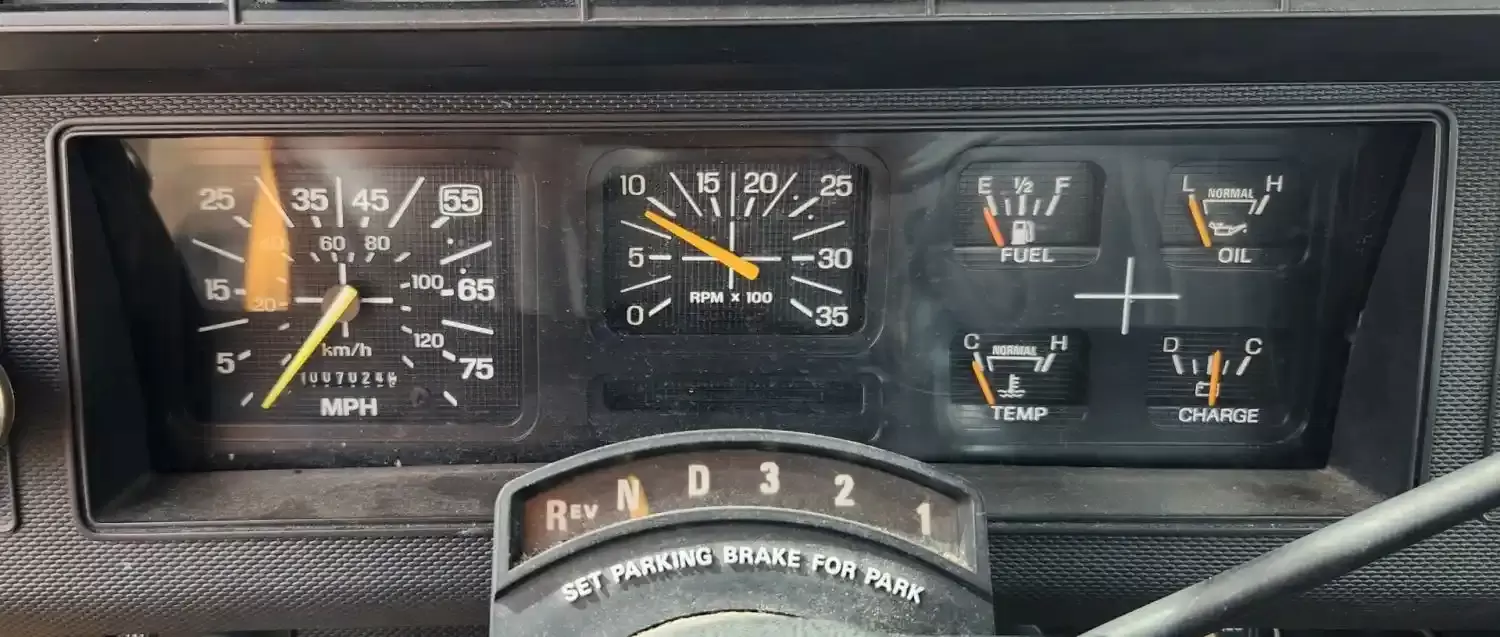 25 35 45 55
15 65
5 75
60 80
20 100
120
km/h
MPH
10 15 20 25
5 30
0 35
RPM x 100
E ½ F
FUEL
L NORMAL H
OIL
C NORMAL H
TEMP
D C
CHARGE
REV N D 3 2 1
SET PARKING BRAKE FOR PARK